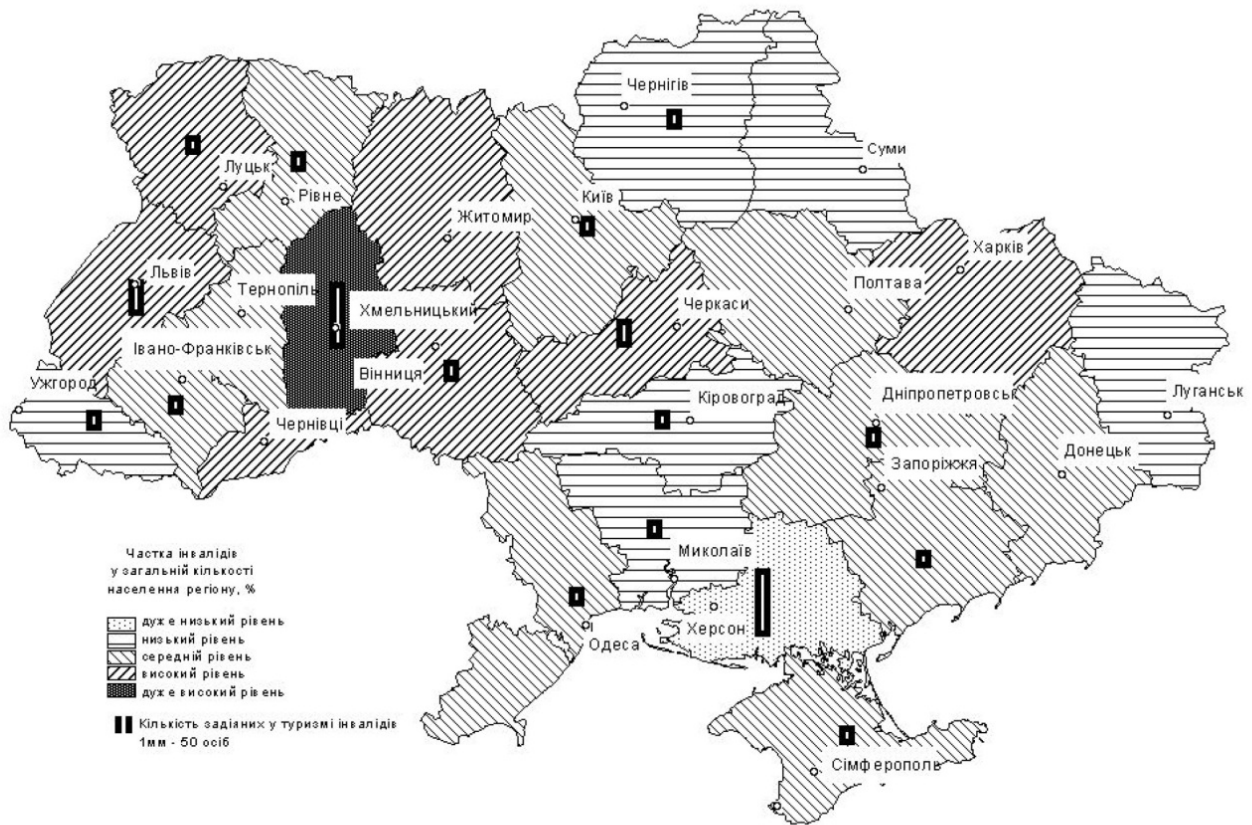 Чернігів
Суми
Луцьк
Рівне
Київ
Житомир
Харків
Львів
Тернопіль
Полтава
Хмельницький
Черкаси
Івано-Франківськ
Вінниця
Ужгород
Кіровоград
Дніпропетровськ
Луганськ
Чернівці
Донецьк
Запоріжжя
Миколаїв
Херсон
Одеса
Сімферополь
Частка інвалідів
у загальній кількості
населення регіону, %
дуже низький рівень
низький рівень
середній рівень
високий рівень
дуже високий рівень
Кількість задіяних у туризмі інвалідів
1мм - 50 осіб